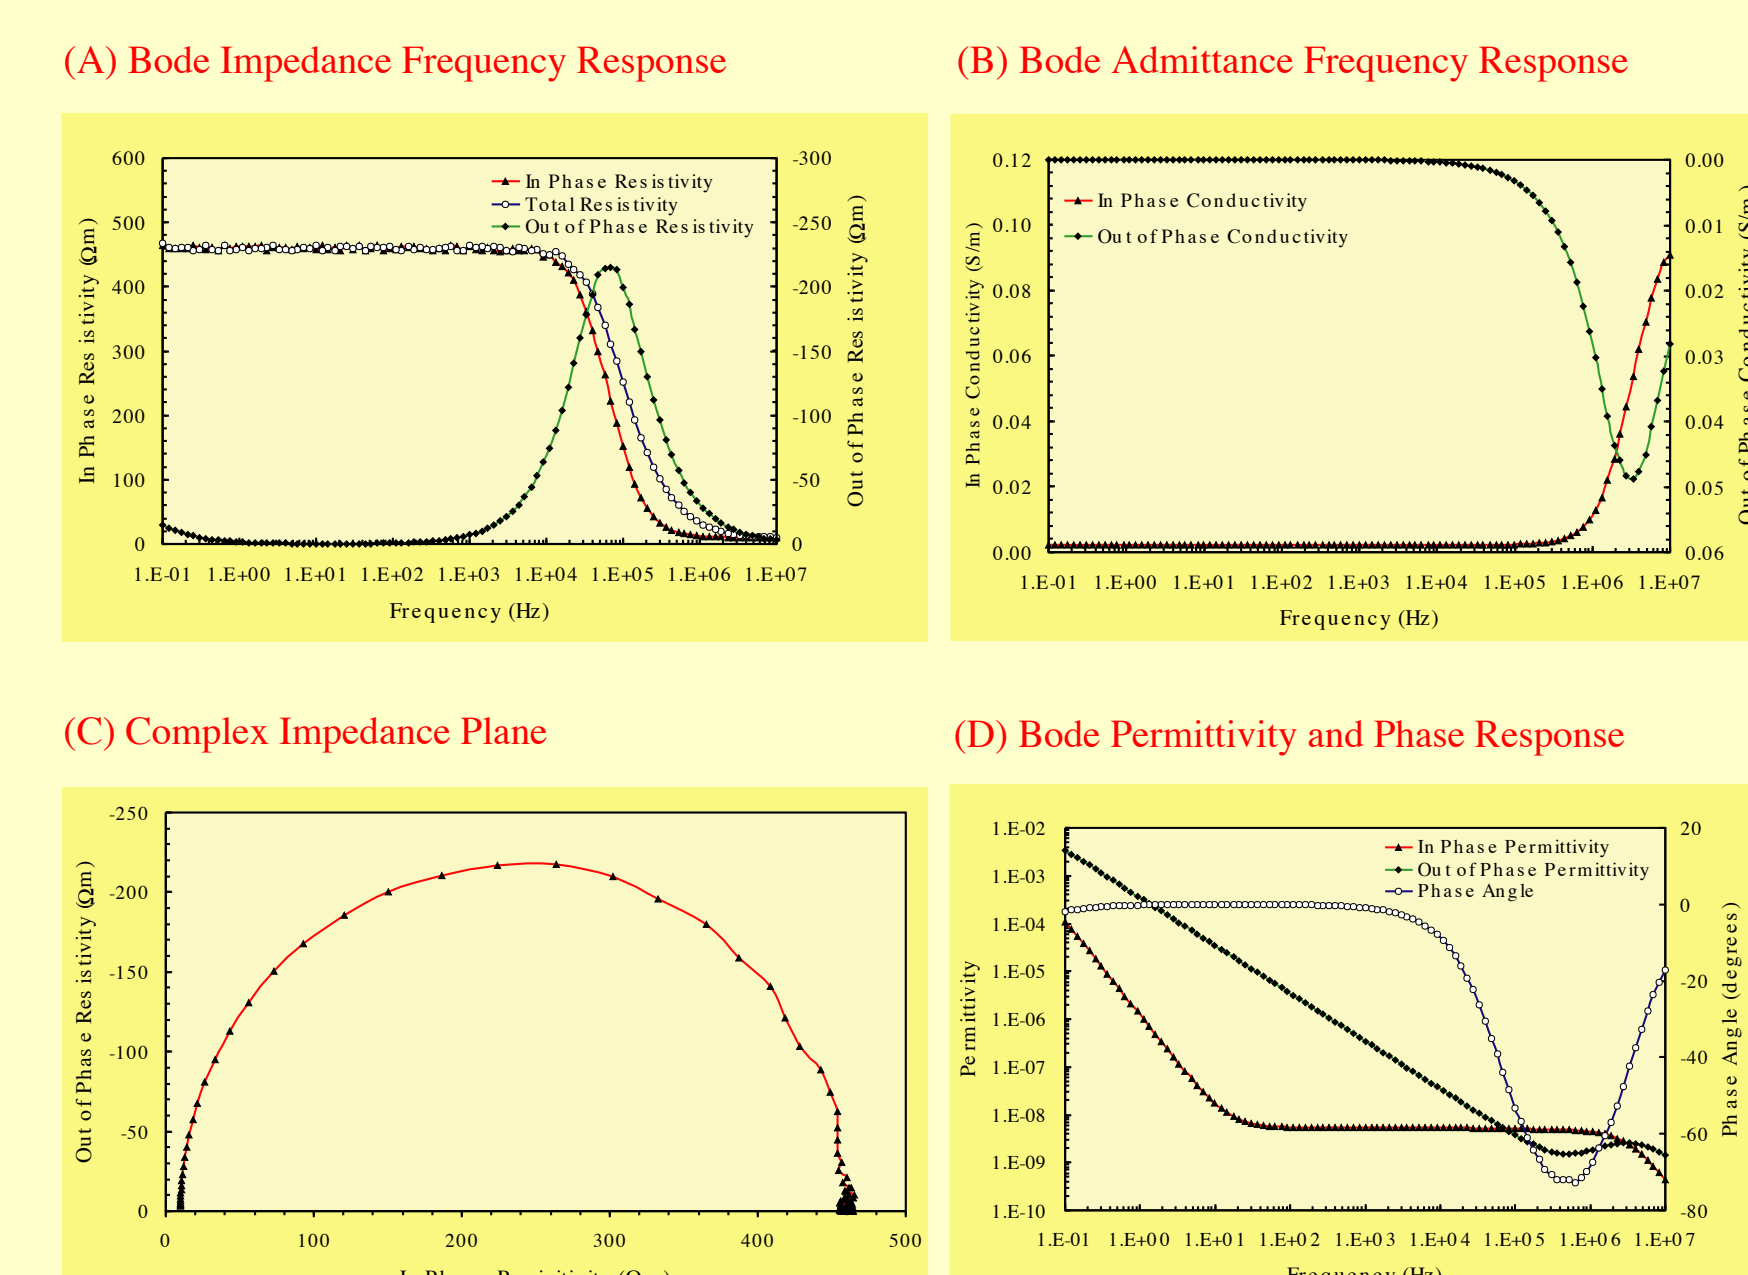 (A) Bode Impedance Frequency Response
600
500
400
300
200
100
0
-300
-250
-200
-150
-100
-50
0
In Phase Resistivity
Total Resistivity
Out of Phase Resistivity
In Phase Resistivity (Ωm)
Out of Phase Resistivity (Ωm)
1.E-01 1.E+00 1.E+01 1.E+02 1.E+03 1.E+04 1.E+05 1.E+06 1.E+07
Frequency (Hz)
(B) Bode Admittance Frequency Response
0.12
0.10
0.08
0.06
0.04
0.02
0.00
0.00
0.01
0.02
0.03
0.04
0.05
0.06
In Phase Conductivity
Out of Phase Conductivity
In Phase Conductivity (S/m)
Out of Phase Conductivity (S/m)
1.E-01 1.E+00 1.E+01 1.E+02 1.E+03 1.E+04 1.E+05 1.E+06 1.E+07
Frequency (Hz)
(C) Complex Impedance Plane
-250
-200
-150
-100
-50
0
Out of Phase Resistivity (Ωm)
0 100 200 300 400 500
(D) Bode Permittivity and Phase Response
1.E-02
1.E-03
1.E-04
1.E-05
1.E-06
1.E-07
1.E-08
1.E-09
1.E-10
20
0
-20
-40
-60
-80
In Phase Permittivity
Out of Phase Permittivity
Phase Angle
Permittivity
Phase Angle (degrees)
1.E-01 1.E+00 1.E+01 1.E+02 1.E+03 1.E+04 1.E+05 1.E+06 1.E+07
Frequency (Hz)